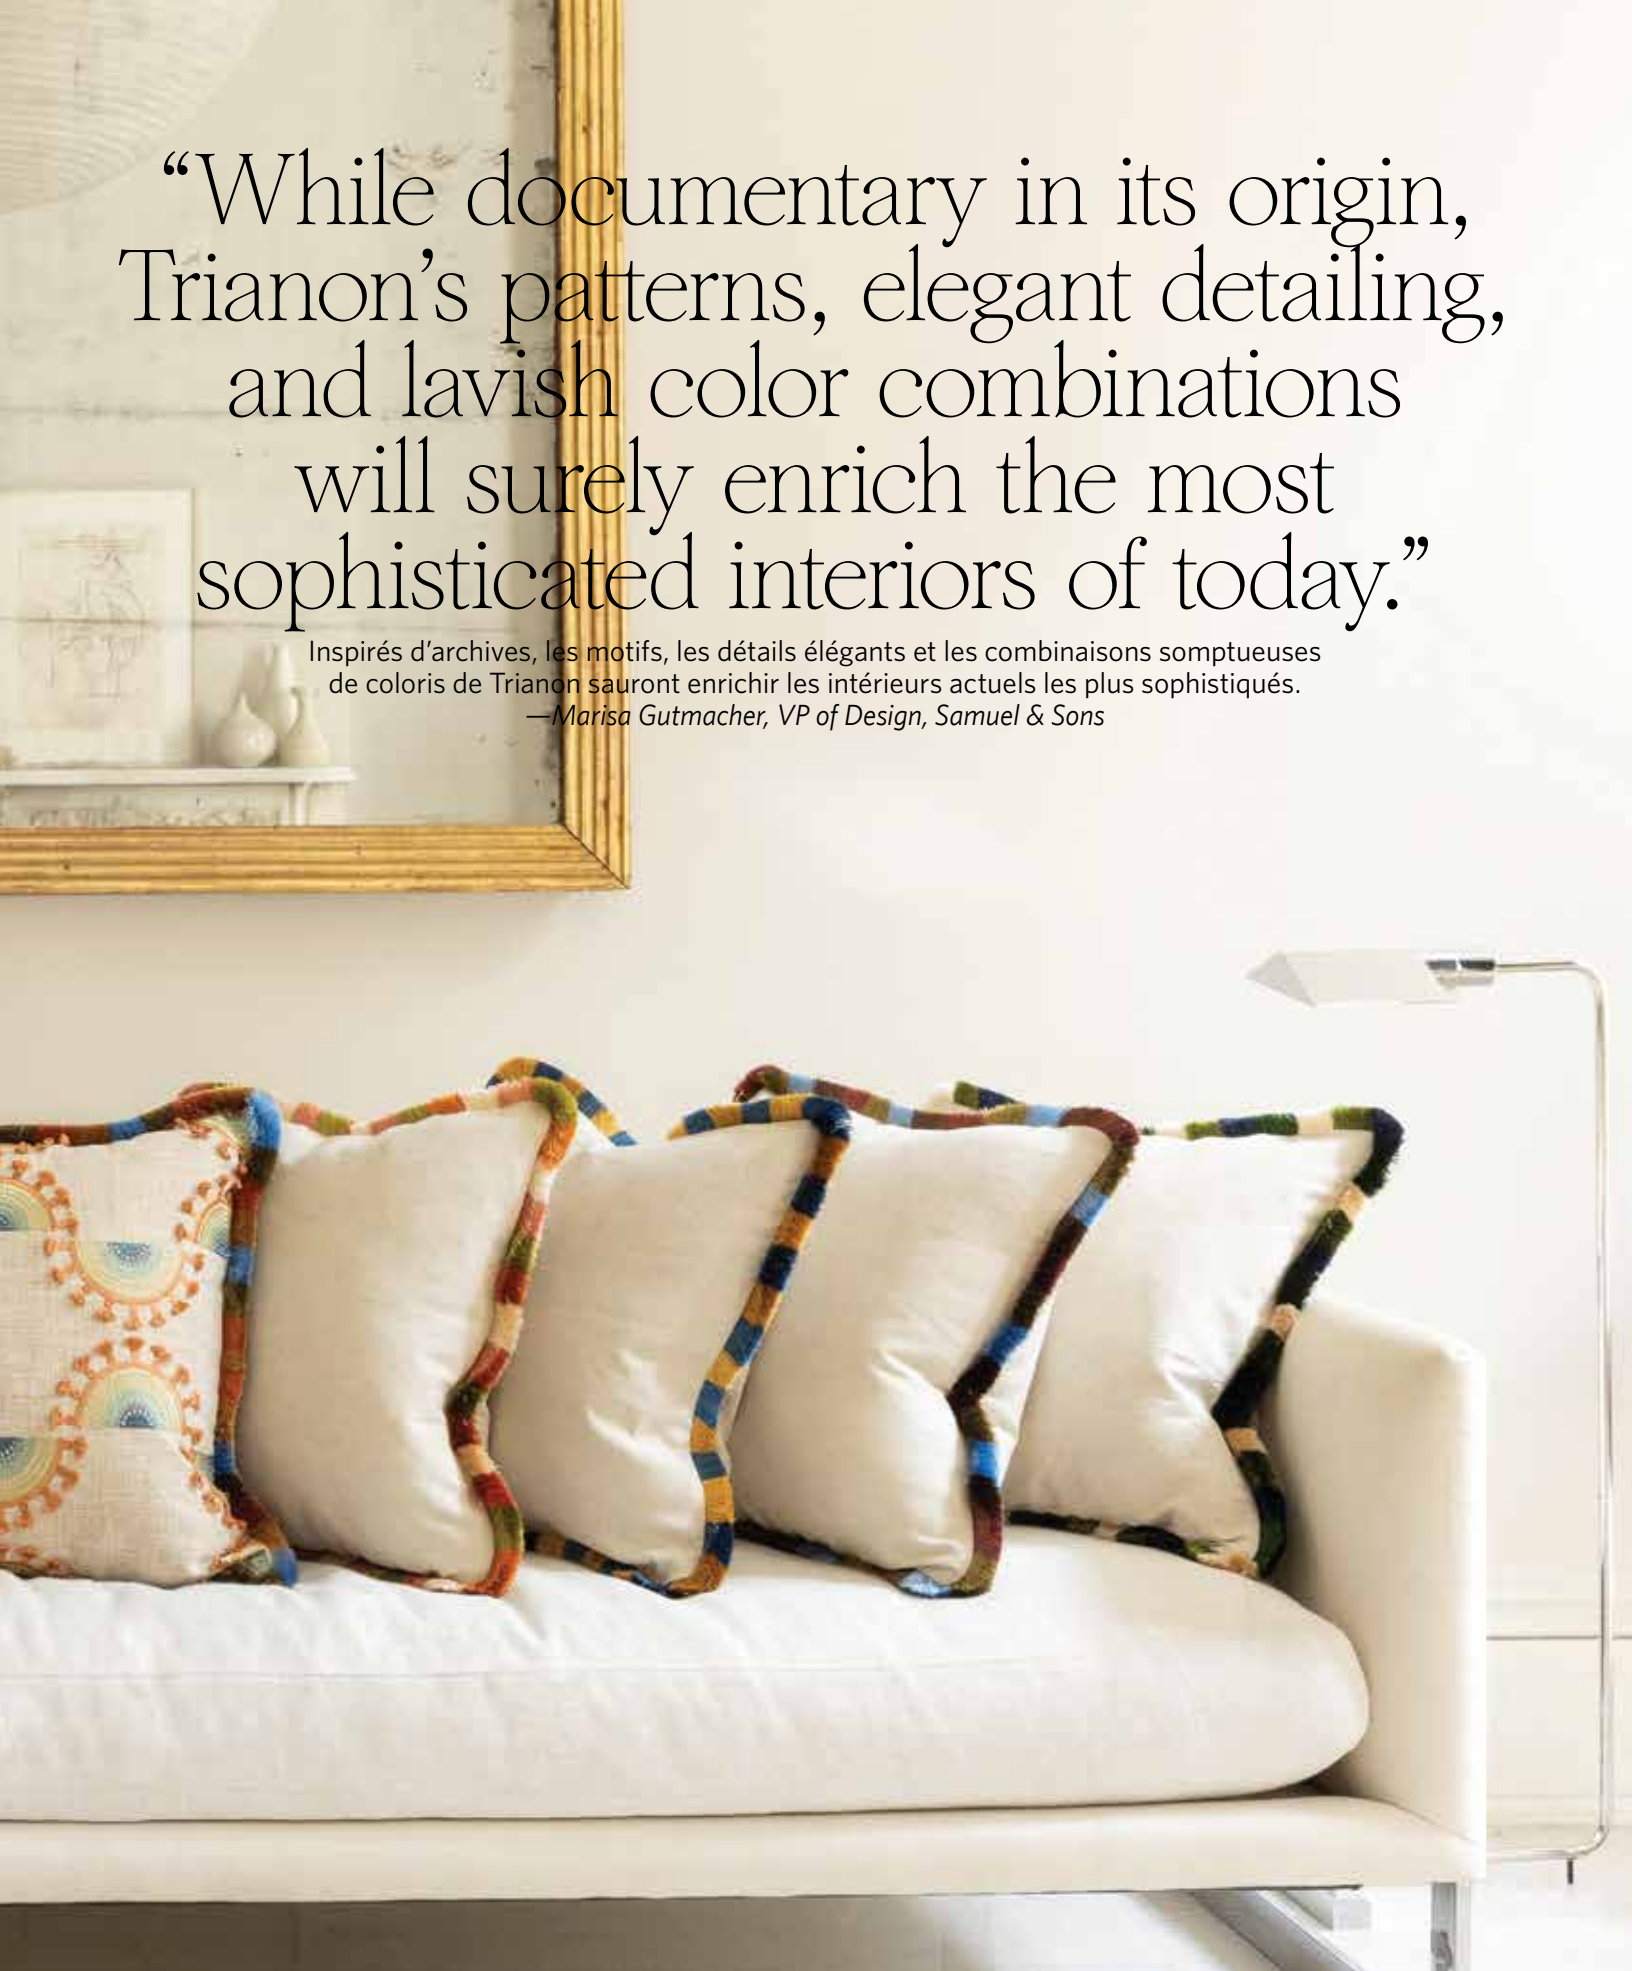 “While documentary in its origin,
Trianon’s patterns, elegant detailing,
and lavish color combinations
will surely enrich the most
sophisticated interiors of today.”
Inspirés d’archives, les motifs, les détails élégants et les combinaisons somptueuses
de coloris de Trianon sauront enrichir les intérieurs actuels les plus sophistiqués.
—Marisa Gutmacher, VP of Design, Samuel & Sons